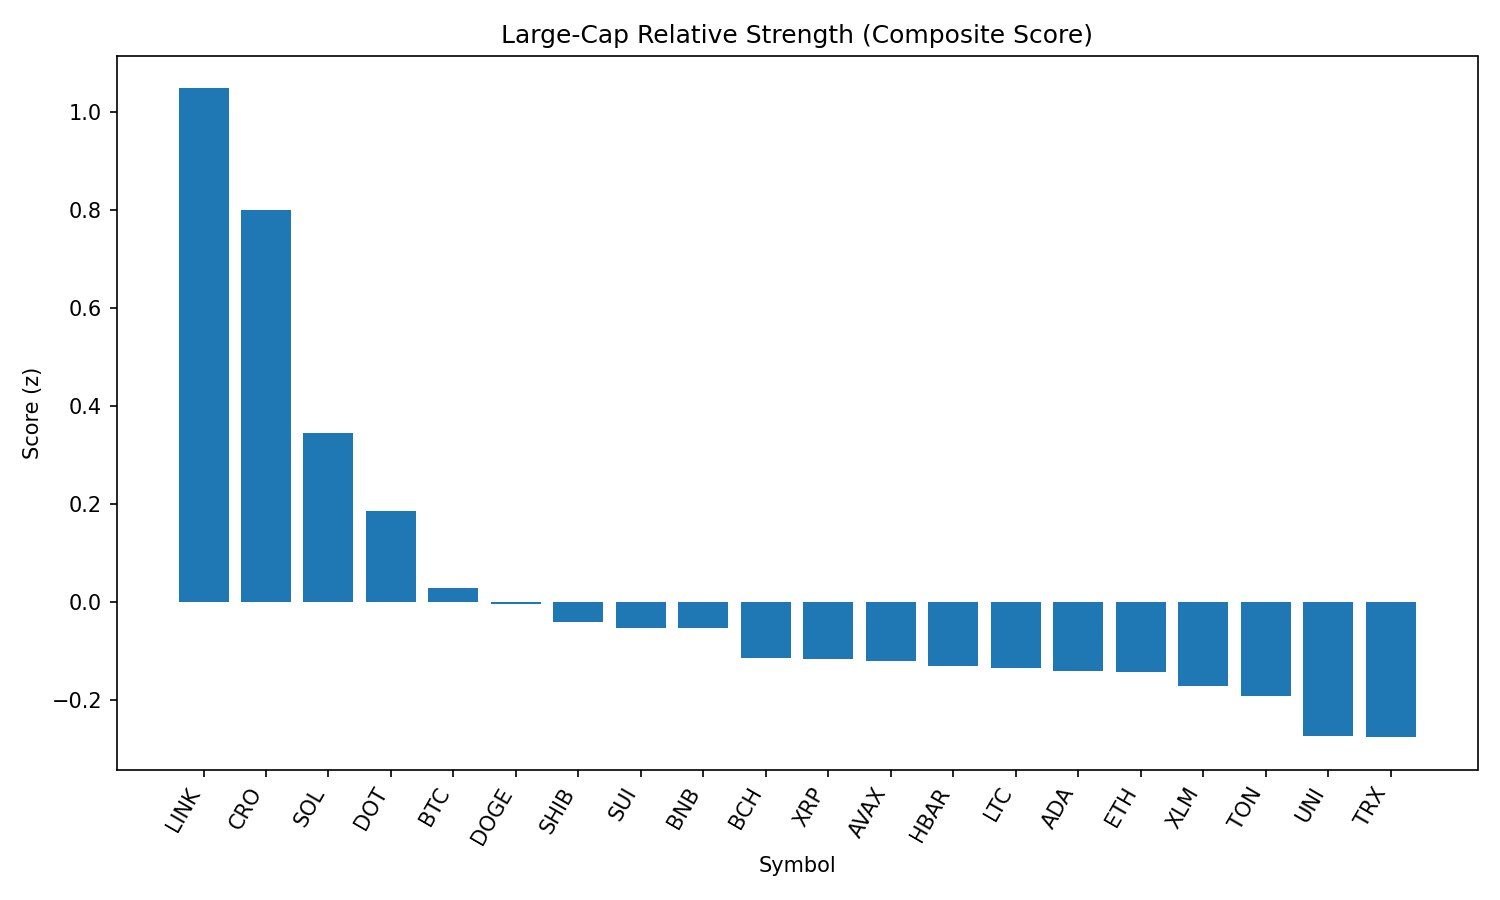 Large-Cap Relative Strength (Composite Score)
1.0
0.8
0.6
0.4
0.2
0.0
−0.2
Score (z)
LINK
CRO
SOL
DOT
BTC
DOGE
SHIB
SUI
BNB
BCH
XRP
AVAX
HBAR
LTC
ADA
ETH
XLM
TON
UNI
TRX
Symbol